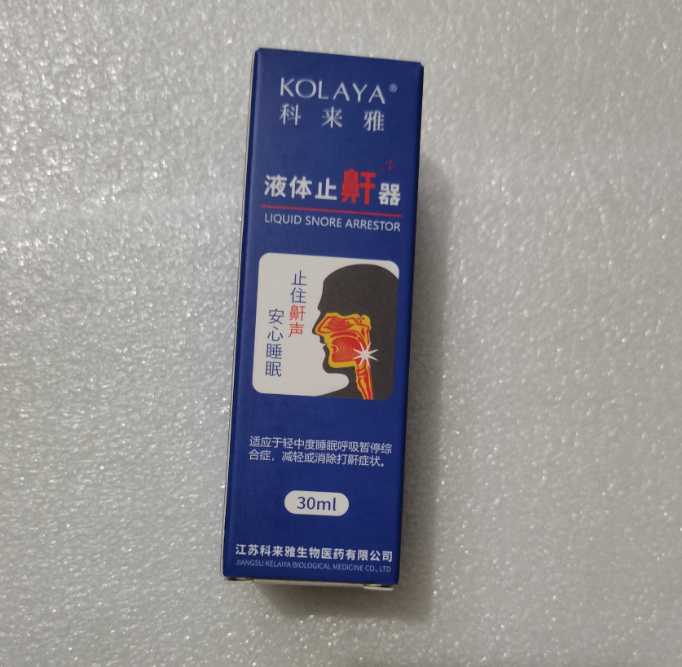 KOLAYA®
科来雅
液体止鼾器
LIQUID SNORE ARRESTOR
止住鼾声
安心睡眠
适应于轻中度睡眠呼吸暂停综
合症，减轻或消除打鼾症状。
30ml
江苏科来雅生物医药有限公司
JIANGSU KELAIYA BIOLOGICAL MEDICINE CO., LTD